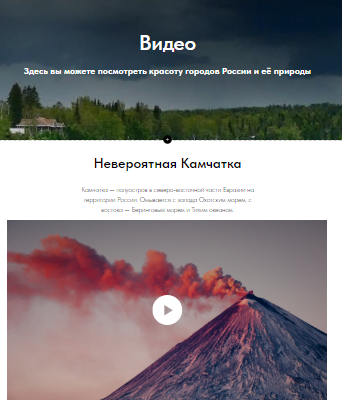 Видео
Здесь вы можете посмотреть красоту городов России и её природы
Невероятная Камчатка
Камчатка — полуостров в северо-восточной части Евразии на
территории России. Омывается с запада Охотским морем, с
востока — Беринговым морем и Тихим океаном.